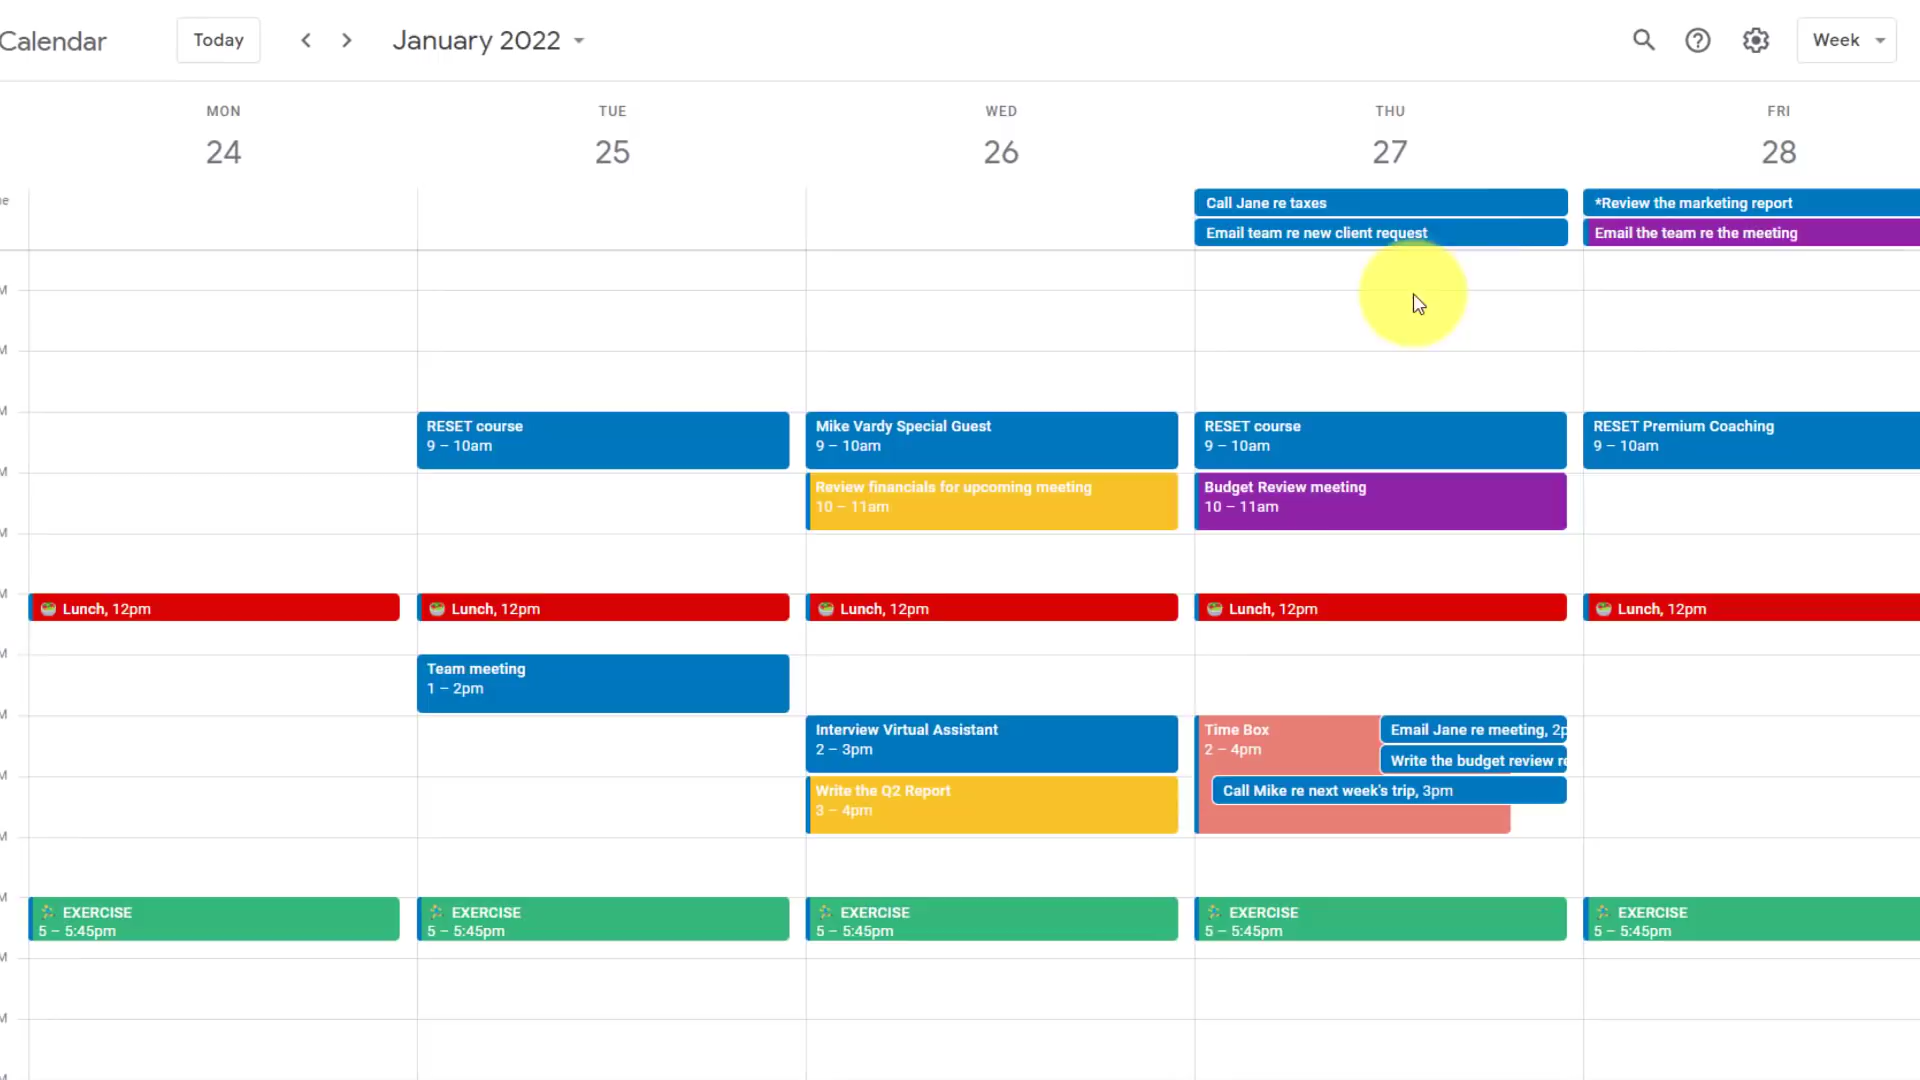 Calendar
Today
January 2022
Week
MON
TUE
WED
THU
FRI
24
25
26
27
28
Call Jane re taxes
*Review the marketing report
Email team re new client request
Email the team re the meeting
RESET course
9 – 10am
Mike Vardy Special Guest
9 – 10am
RESET course
9 – 10am
RESET Premium Coaching
9 – 10am
Review financials for upcoming meeting
10 – 11am
Budget Review meeting
10 – 11am
Lunch, 12pm
Lunch, 12pm
Lunch, 12pm
Lunch, 12pm
Lunch, 12pm
Team meeting
1 – 2pm
Interview Virtual Assistant
2 – 3pm
Time Box
2 – 4pm
Email Jane re meeting, 2p
Write the budget review re
Call Mike re next week's trip, 3pm
Write the Q2 Report
3 – 4pm
EXERCISE
5 – 5:45pm
EXERCISE
5 – 5:45pm
EXERCISE
5 – 5:45pm
EXERCISE
5 – 5:45pm
EXERCISE
5 – 5:45pm